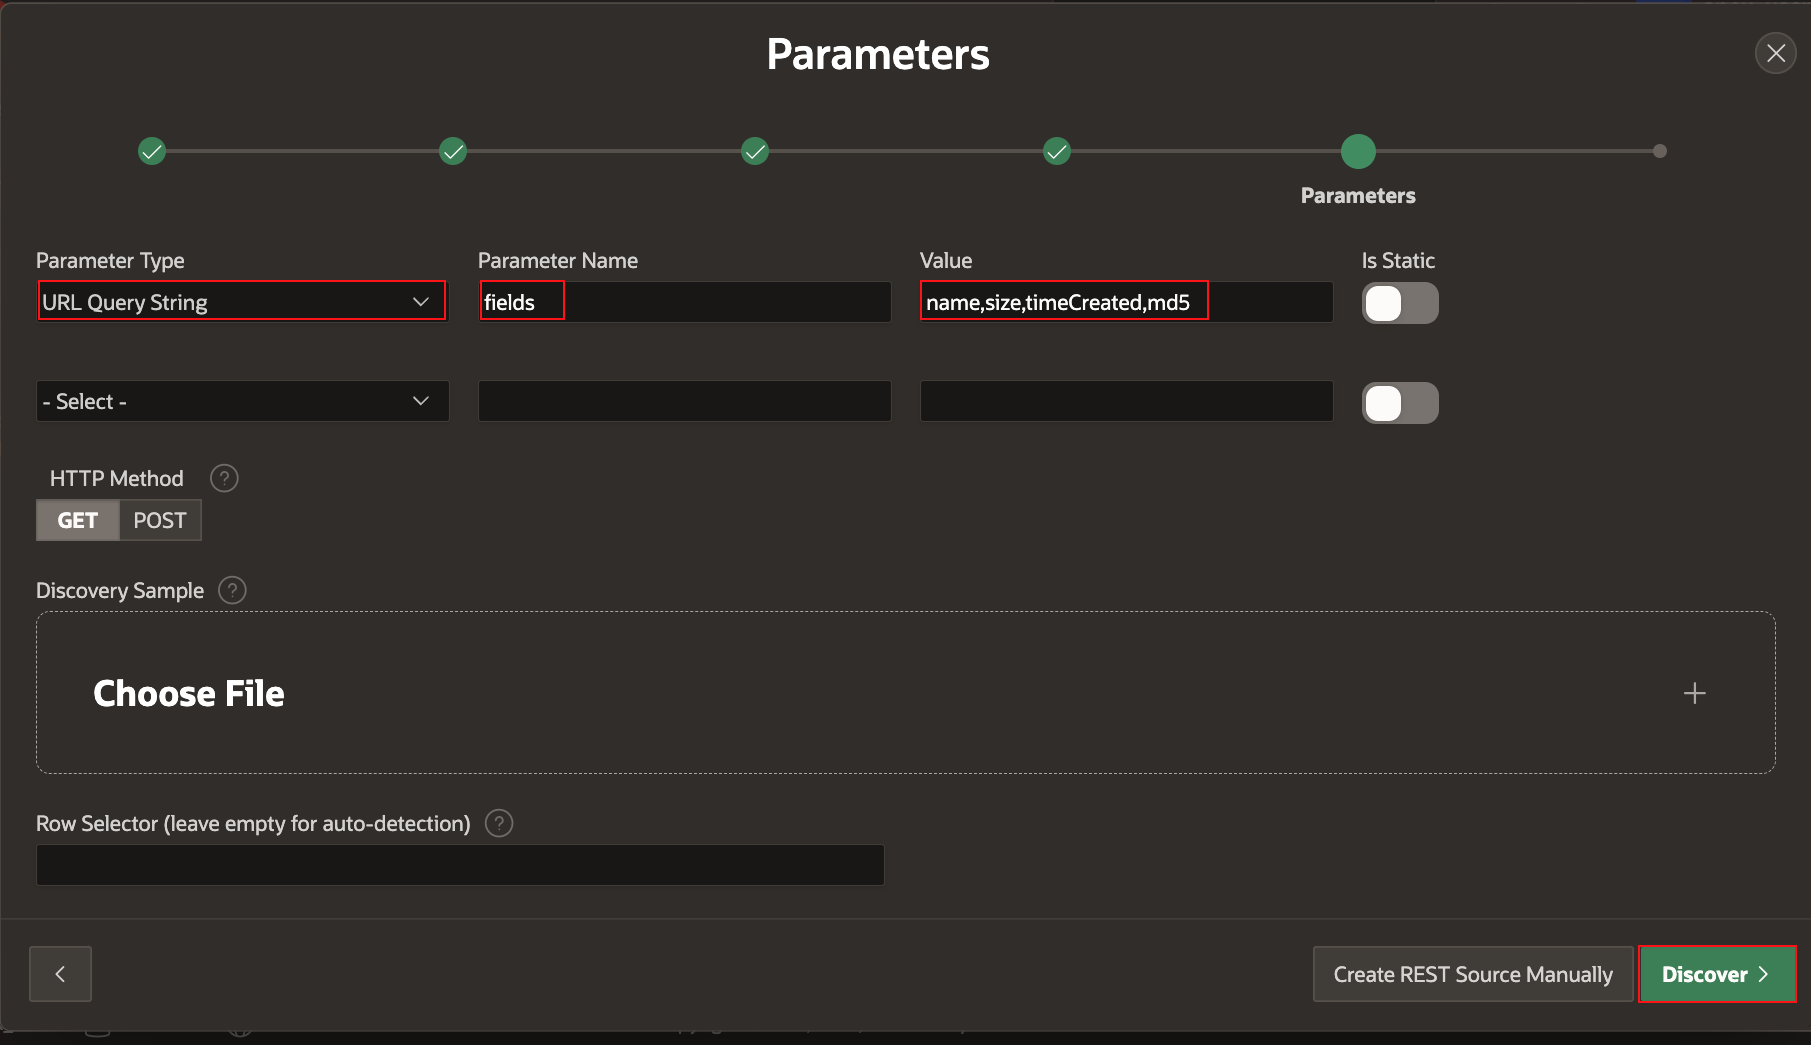 Parameters
Parameters
Parameter Type
Parameter Name
Value
Is Static
URL Query String
fields
name,size,timeCreated,md5
- Select -
HTTP Method ?
GET POST
Discovery Sample ?
Choose File
Row Selector (leave empty for auto-detection) ?
Create REST Source Manually
Discover